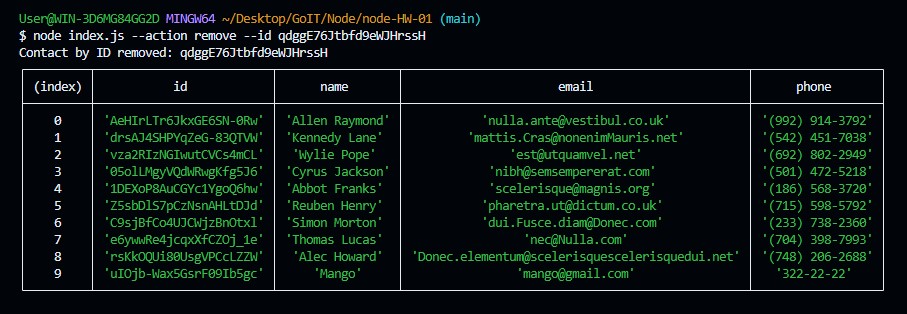 User@WIN-3D6MG84GG2D MINGW64 ~/Desktop/GoIT/Node/node-HW-01 (main)
$ node index.js --action remove --id qdggE76Jtbfd9eWJHrssH
Contact by ID removed: qdggE76Jtbfd9eWJHrssH
(index) id name email phone
0 'AeHIrLTr6JkxGE6SN-0Rw' 'Allen Raymond' 'nulla.ante@vestibul.co.uk' '(992) 914-3792'
1 'drsAJ4SHPYqZeG-83QTVW' 'Kennedy Lane' 'mattis.Cras@nonenimMauris.net' '(542) 451-7038'
2 'vza2RIzNGIwutCVCs4mCL' 'Wylie Pope' 'est@utquamvel.net' '(692) 802-2949'
3 '05olLMgyVQdWRwgKfg5J6' 'Cyrus Jackson' 'nibh@semsempererat.com' '(501) 472-5218'
4 '1DEXoP8AuCGYc1YgoQ6hw' 'Abbot Franks' 'scelerisque@magnis.org' '(186) 568-3720'
5 'Z5sbDlS7pCzNsnAHLtDJd' 'Reuben Henry' 'pharetra.ut@dictum.co.uk' '(715) 598-5792'
6 'C9sjBfCo4UJCWjzBnOtxl' 'Simon Morton' 'dui.Fusce.diam@Donec.com' '(233) 738-2360'
7 'e6ywwRe4jcqxXfCZOj_1e' 'Thomas Lucas' 'nec@Nulla.com' '(704) 398-7993'
8 'rsKkOQUi80UsgVPCcLZZW' 'Alec Howard' 'Donec.elementum@scelerisquescelerisquedui.net' '(748) 206-2688'
9 'uIOjb-Wax5GsrF09Ib5gc' 'Mango' 'mango@gmail.com' '322-22-22'